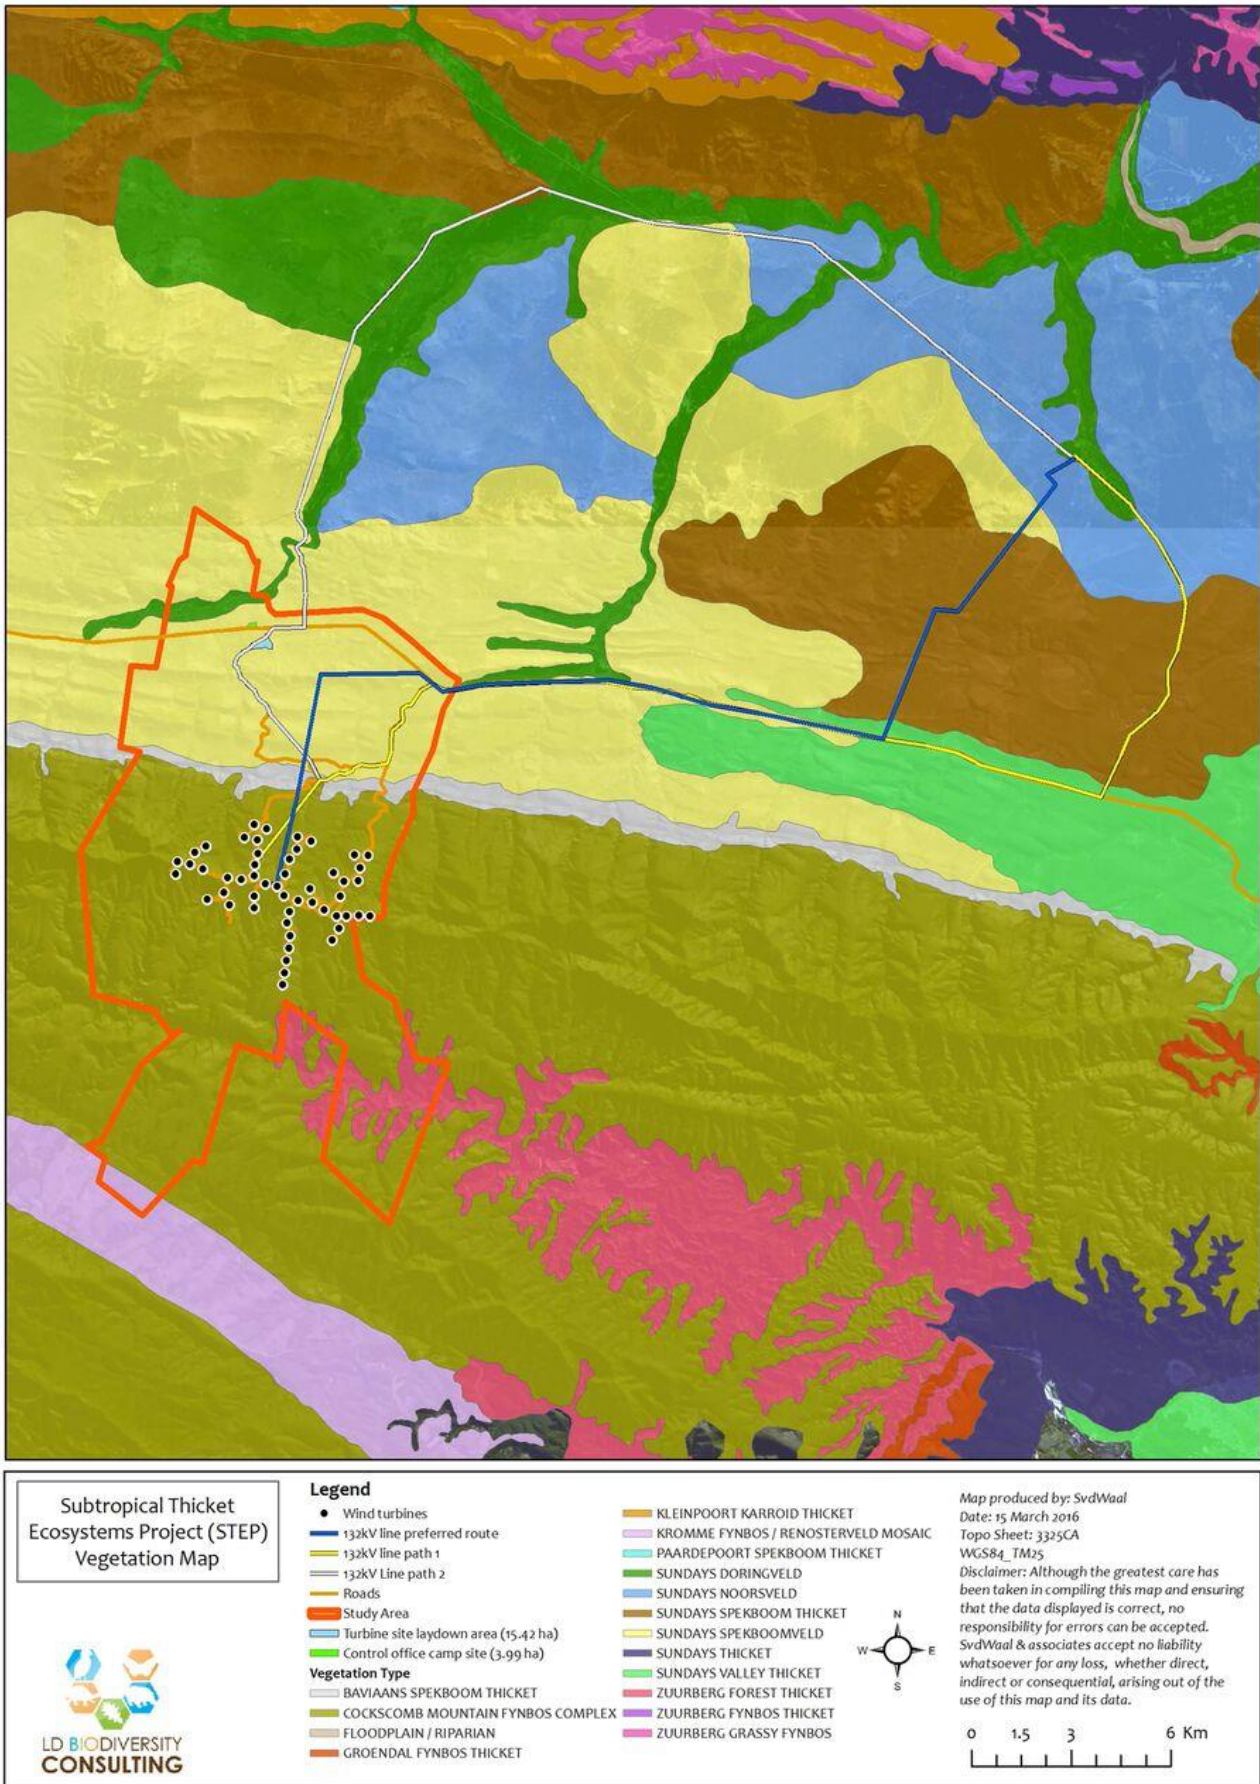 Subtropical Thicket
Ecosystems Project (STEP)
Vegetation Map
LD BIODIVERSITY
CONSULTING
Legend
Wind turbines
132kV line preferred route
132kV line path 1
132kV Line path 2
Roads
Study Area
Turbine site laydown area (15.42 ha)
Control office camp site (3.99 ha)
Vegetation Type
BAVIAANS SPEKBOOM THICKET
COCKSCOMB MOUNTAIN FYNBOS COMPLEX
FLOODPLAIN / RIPARIAN
GROENDAL FYNBOS THICKET
KLEINPOORT KARROID THICKET
KROMME FYNBOS / RENOSTERVELD MOSAIC
PAARDEPOORT SPEKBOOM THICKET
SUNDAYS DORINGVELD
SUNDAYS NOORSVELD
SUNDAYS SPEKBOOM THICKET
SUNDAYS SPEKBOOMVELD
SUNDAYS THICKET
SUNDAYS VALLEY THICKET
ZUURBERG FOREST THICKET
ZUURBERG FYNBOS THICKET
ZUURBERG GRASSY FYNBOS
N
W E
S
Map produced by: SvdWaal
Date: 15 March 2016
Topo Sheet: 3325CA
WGS84_TM25
Disclaimer: Although the greatest care has
been taken in compiling this map and ensuring
that the data displayed is correct, no
responsibility for errors can be accepted.
SvdWaal & associates accept no liability
whatsoever for any loss, whether direct,
indirect or consequential, arising out of the
use of this map and its data.
0 1.5 3 6 Km